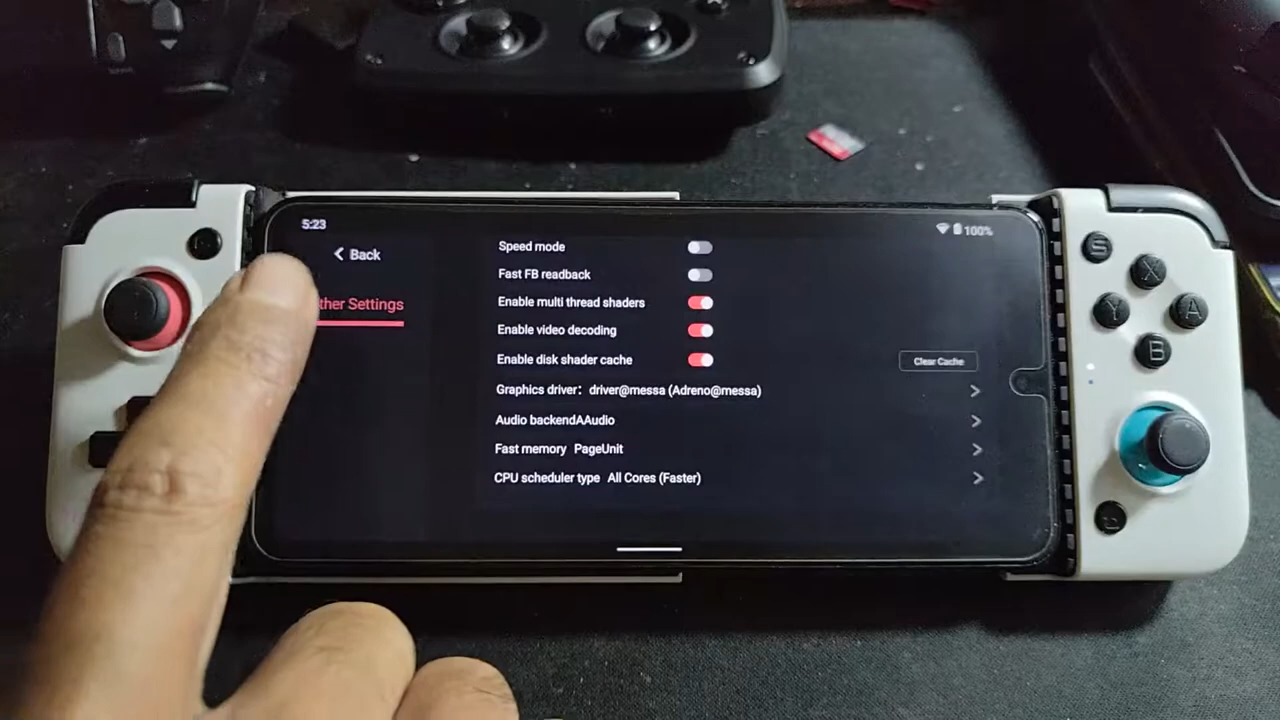 5:23
100%
Back
ther Settings
Speed mode
Fast FB readback
Enable multi thread shaders
Enable video decoding
Enable disk shader cache
Clear Cache
Graphics driver: driver@messa (Adreno@messa)
Audio backendAAudio
Fast memory PageUnit
CPU scheduler type All Cores (Faster)
S
X
Y
A
B